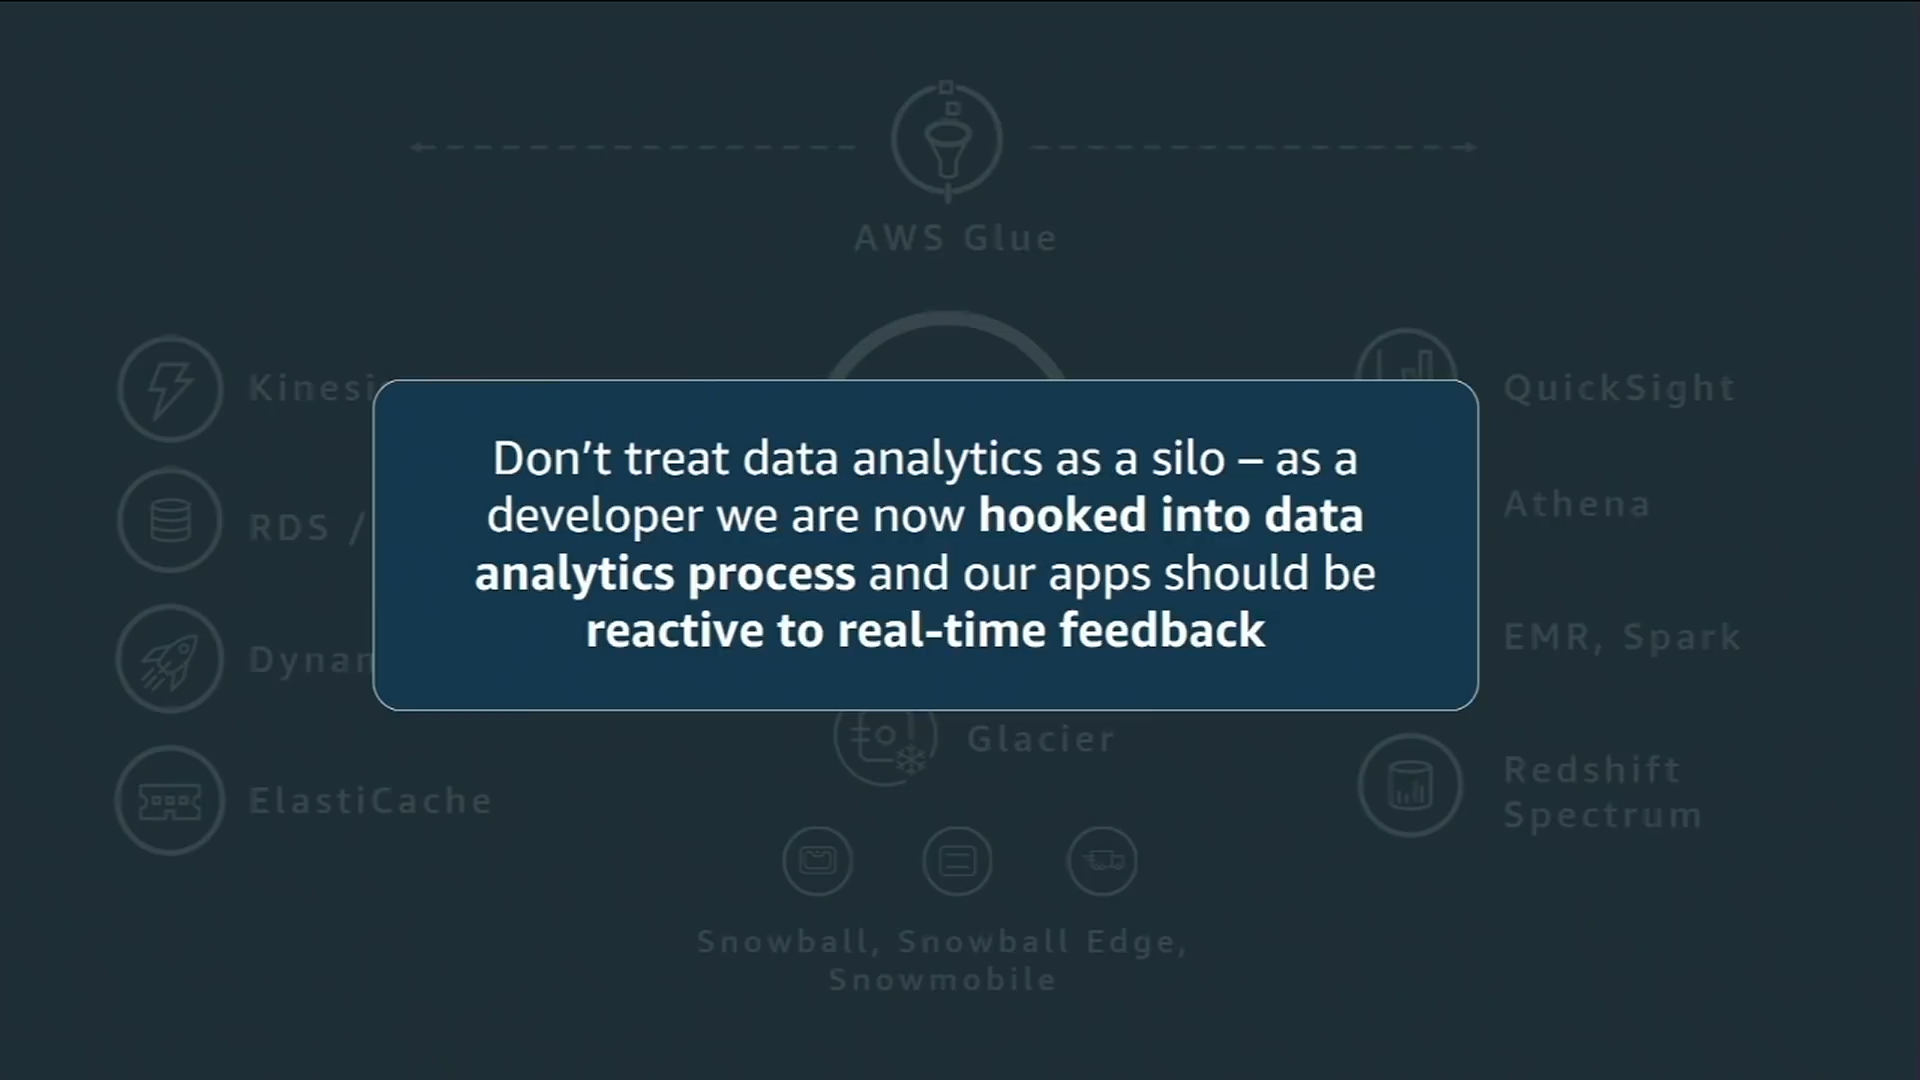 AWS Glue
Kinesi
QuickSight
Don’t treat data analytics as a silo – as a
developer we are now hooked into data
analytics process and our apps should be
reactive to real-time feedback
Athena
RDS /
EMR, Spark
Dynam
Glacier
Redshift
Spectrum
ElastiCache
Snowball, Snowball Edge,
Snowmobile